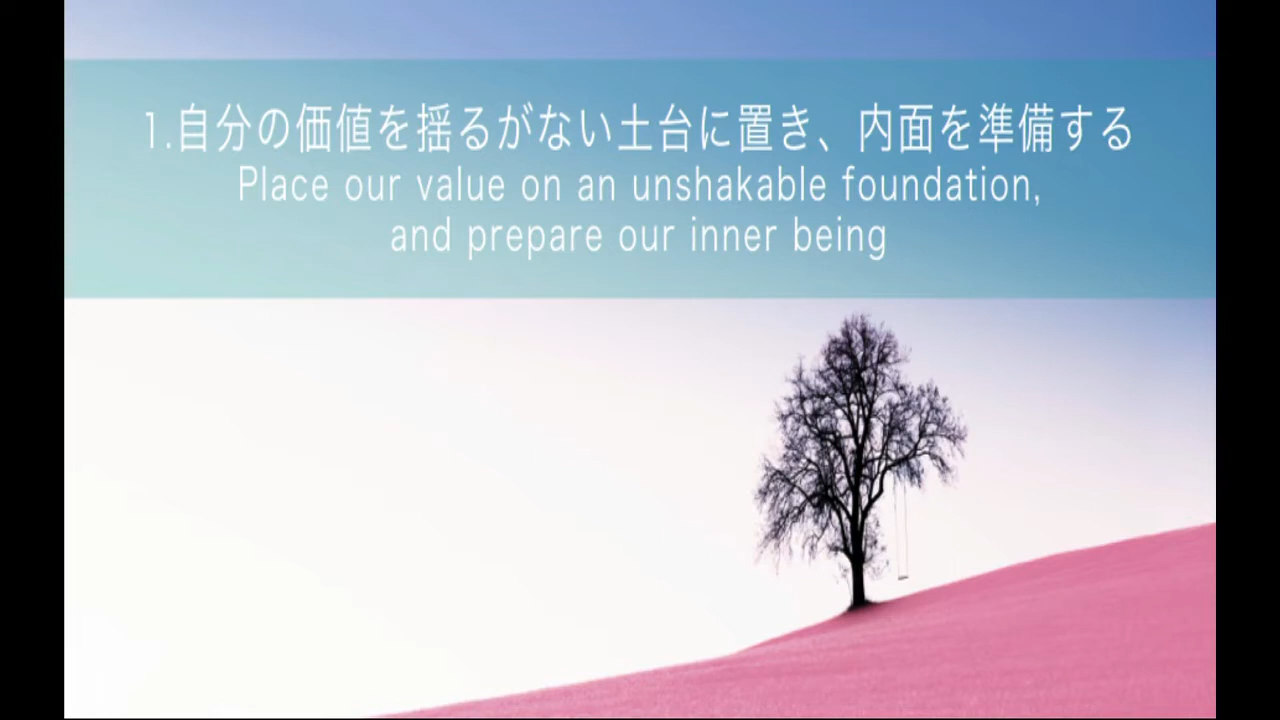 1.自分の価値を揺るがない土台に置き、内面を準備する
Place our value on an unshakable foundation,
and prepare our inner being